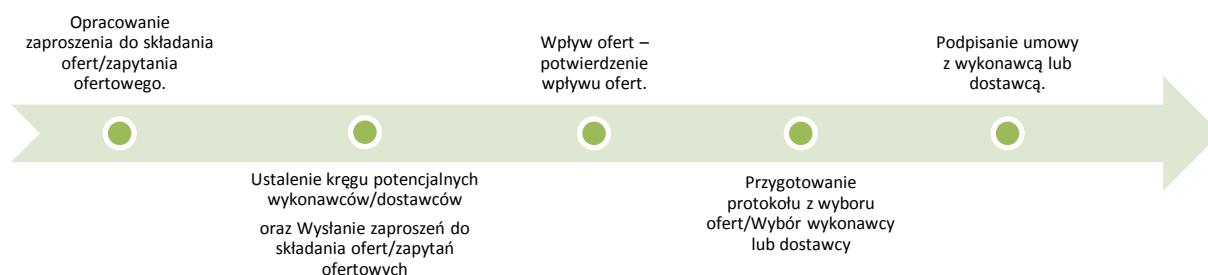 Opracowanie
zaproszenia do składania
ofert/zapytania
ofertowego.
Ustalenie kręgu potencjalnych
wykonawców/dostawców
oraz Wysłanie zaproszeń do
składania ofert/zapytań
ofertowych
Wpływ ofert –
potwierdzenie
wpływu ofert.
Przygotowanie
protokołu z wyboru
ofert/Wybór wykonawcy
lub dostawcy
Podpisanie umowy
z wykonawcą lub
dostawcą.